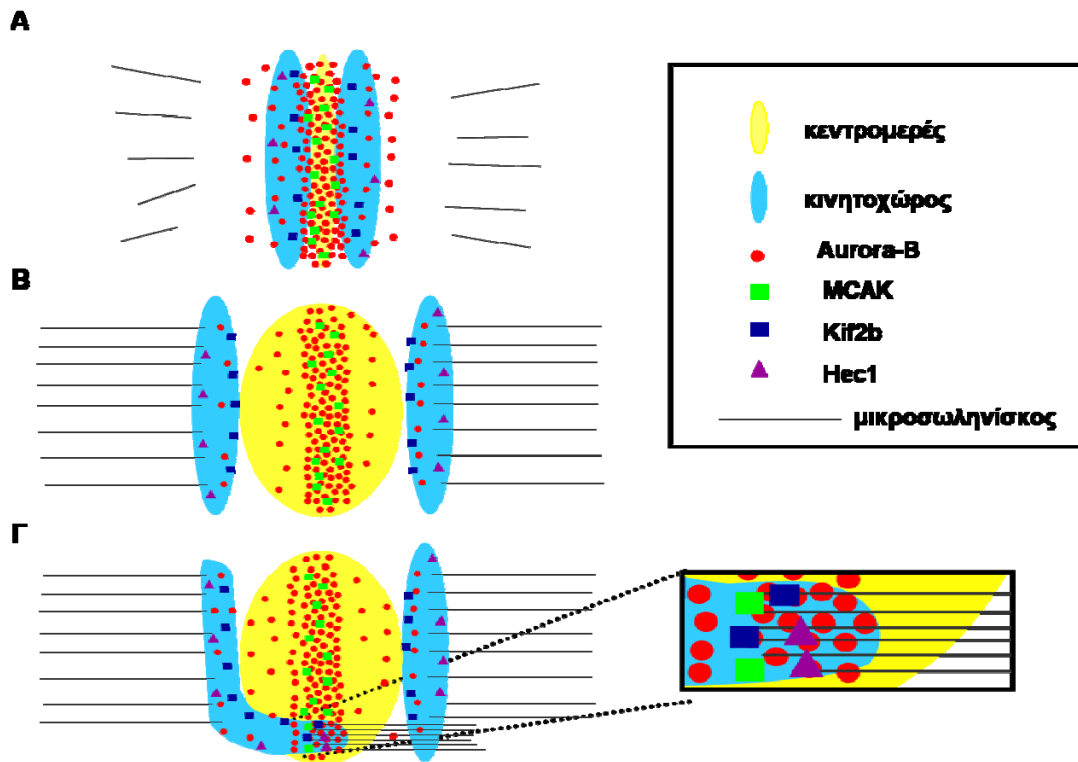 Α
κεντρομερές
κινητοχώρος
Aurora-B
MCAK
Kif2b
Hec1
μικροσωληνίσκος
Β
Γ